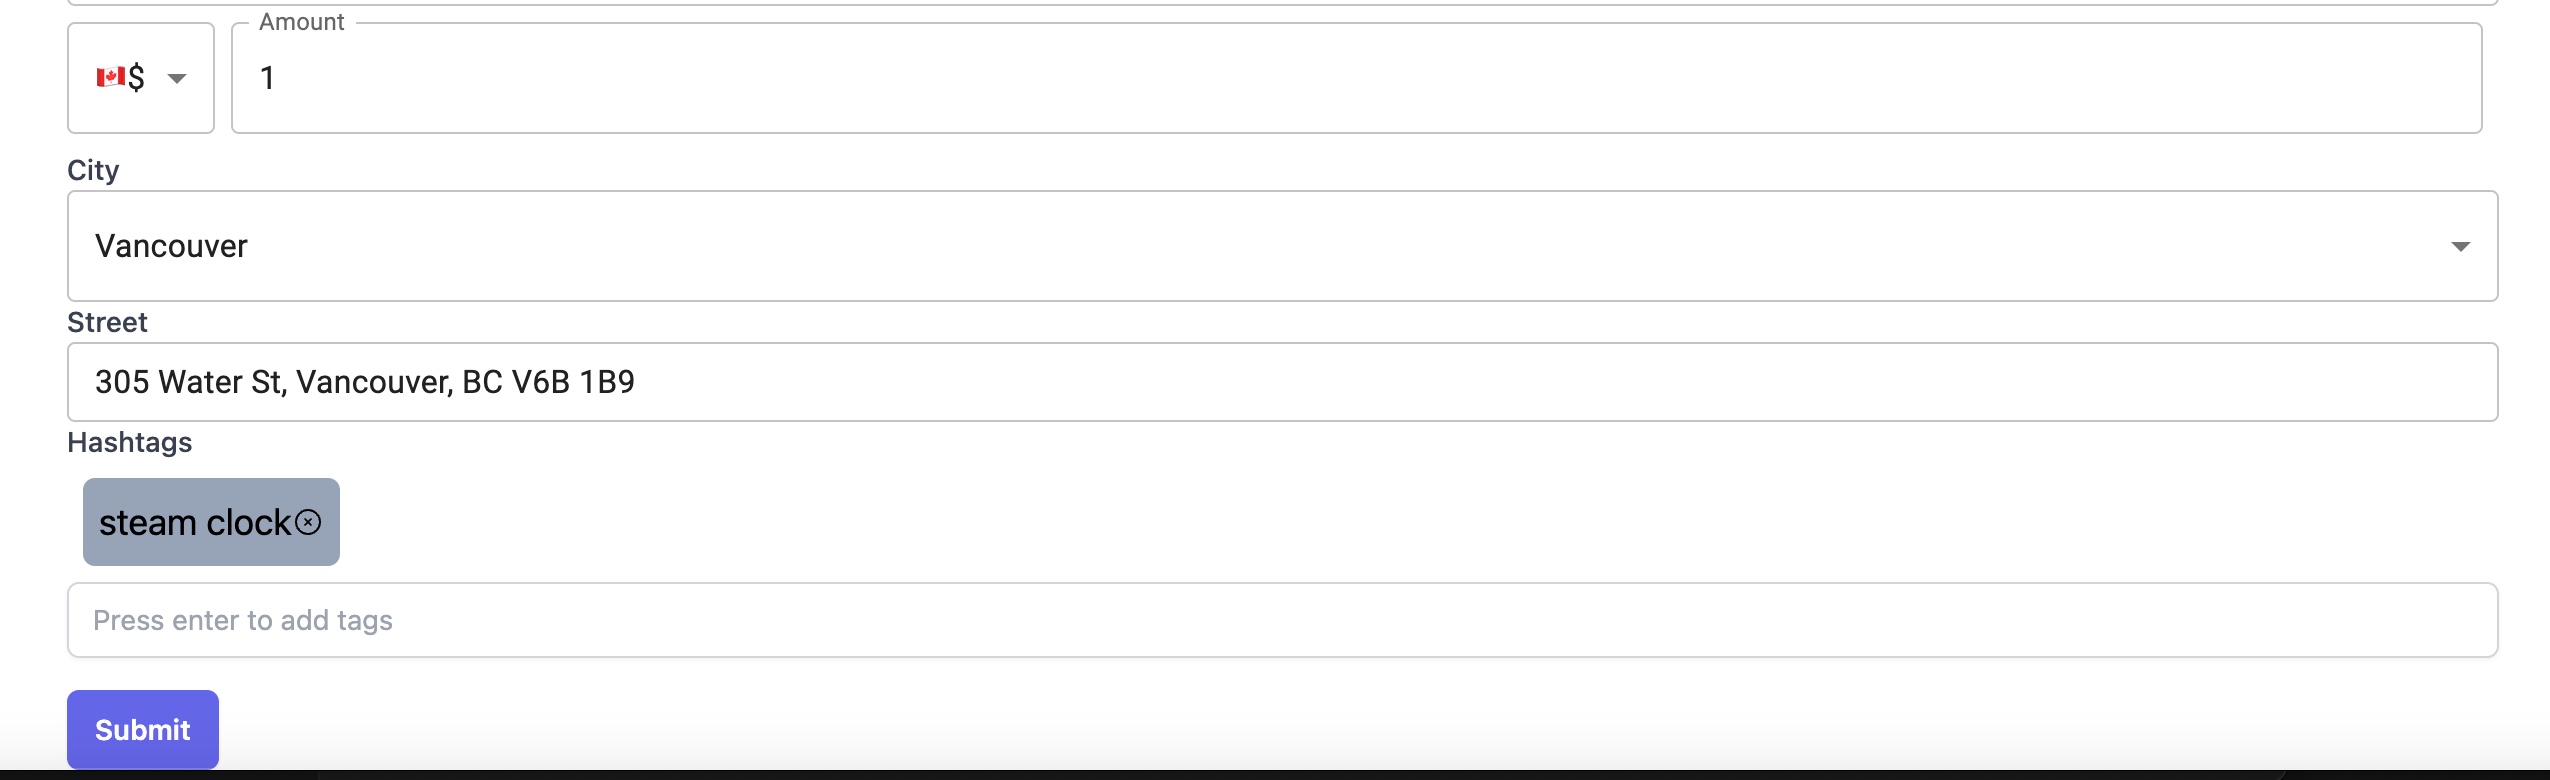 Amount
$
1
City
Vancouver
Street
305 Water St, Vancouver, BC V6B 1B9
Hashtags
steam clock
Press enter to add tags
Submit